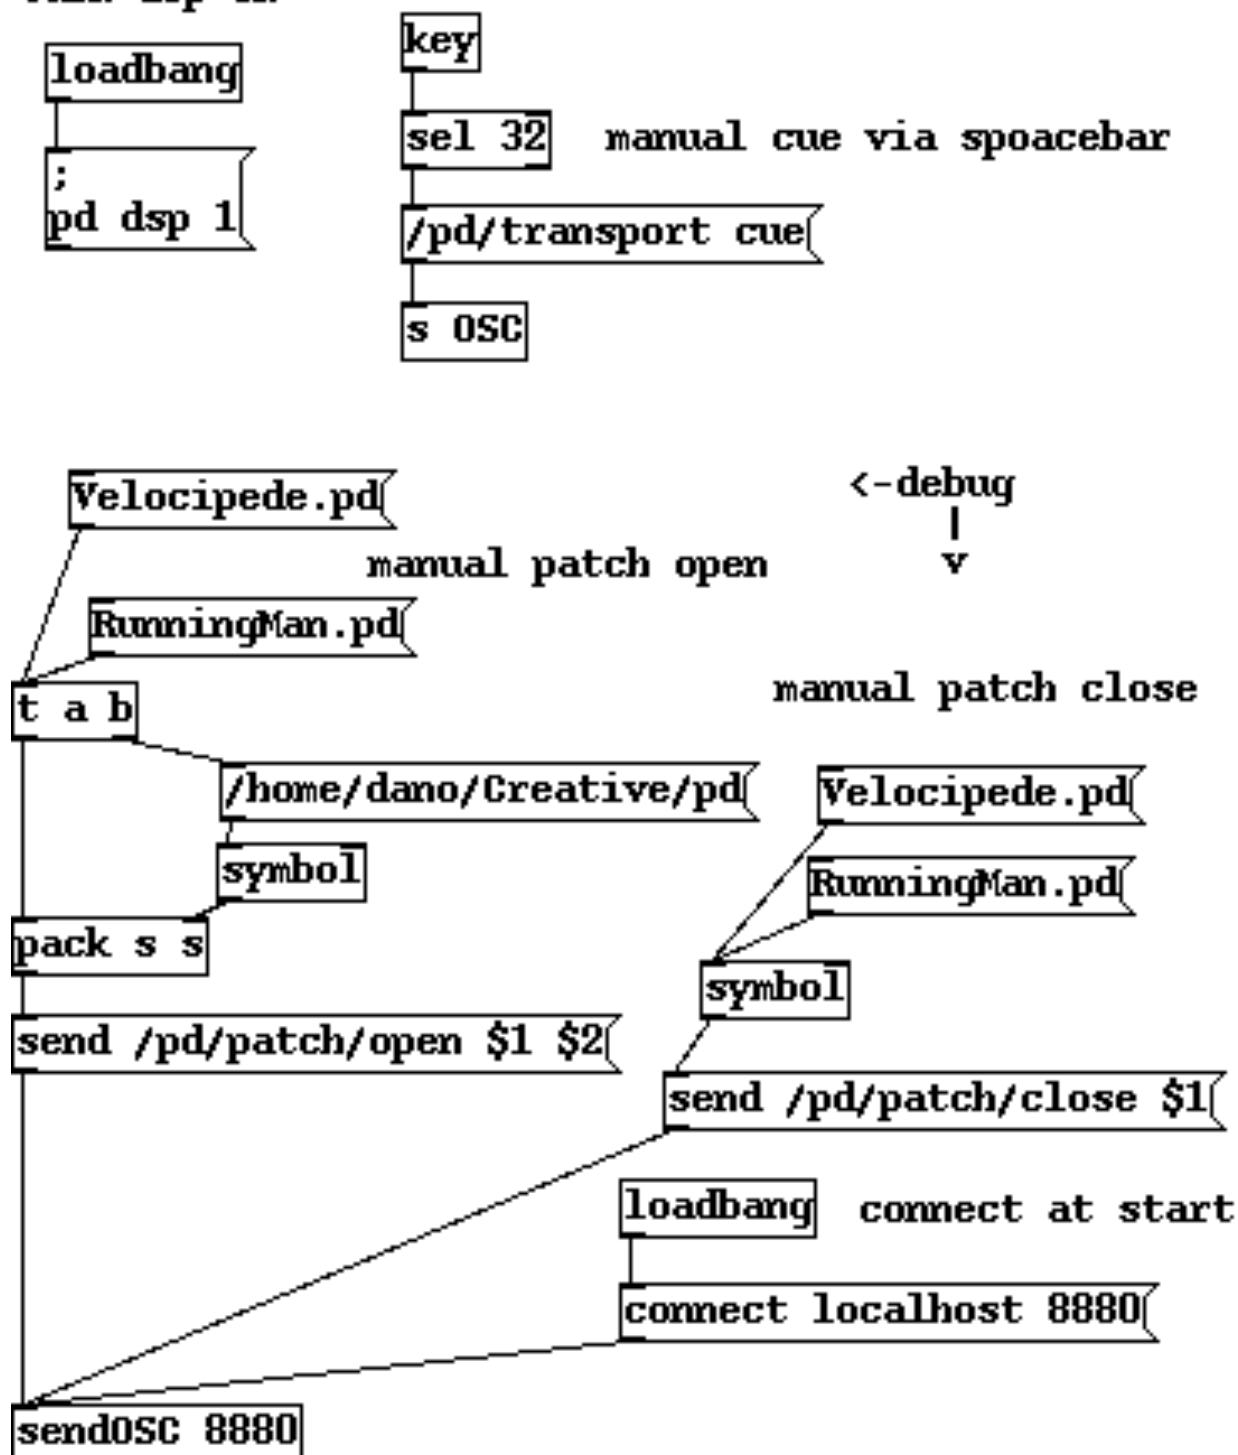 key
loadbang
sel 32
manual cue via spoacebar
;
pd dsp 1
/pd/transport cue
s OSC
Velocipede.pd
<-debug
|
v
manual patch open
RunningMan.pd
manual patch close
t a b
/home/dano/Creative/pd
Velocipede.pd
symbol
RunningMan.pd
pack s s
symbol
send /pd/patch/open $1 $2
send /pd/patch/close $1
loadbang
connect at start
connect localhost 8880
sendOSC 8880